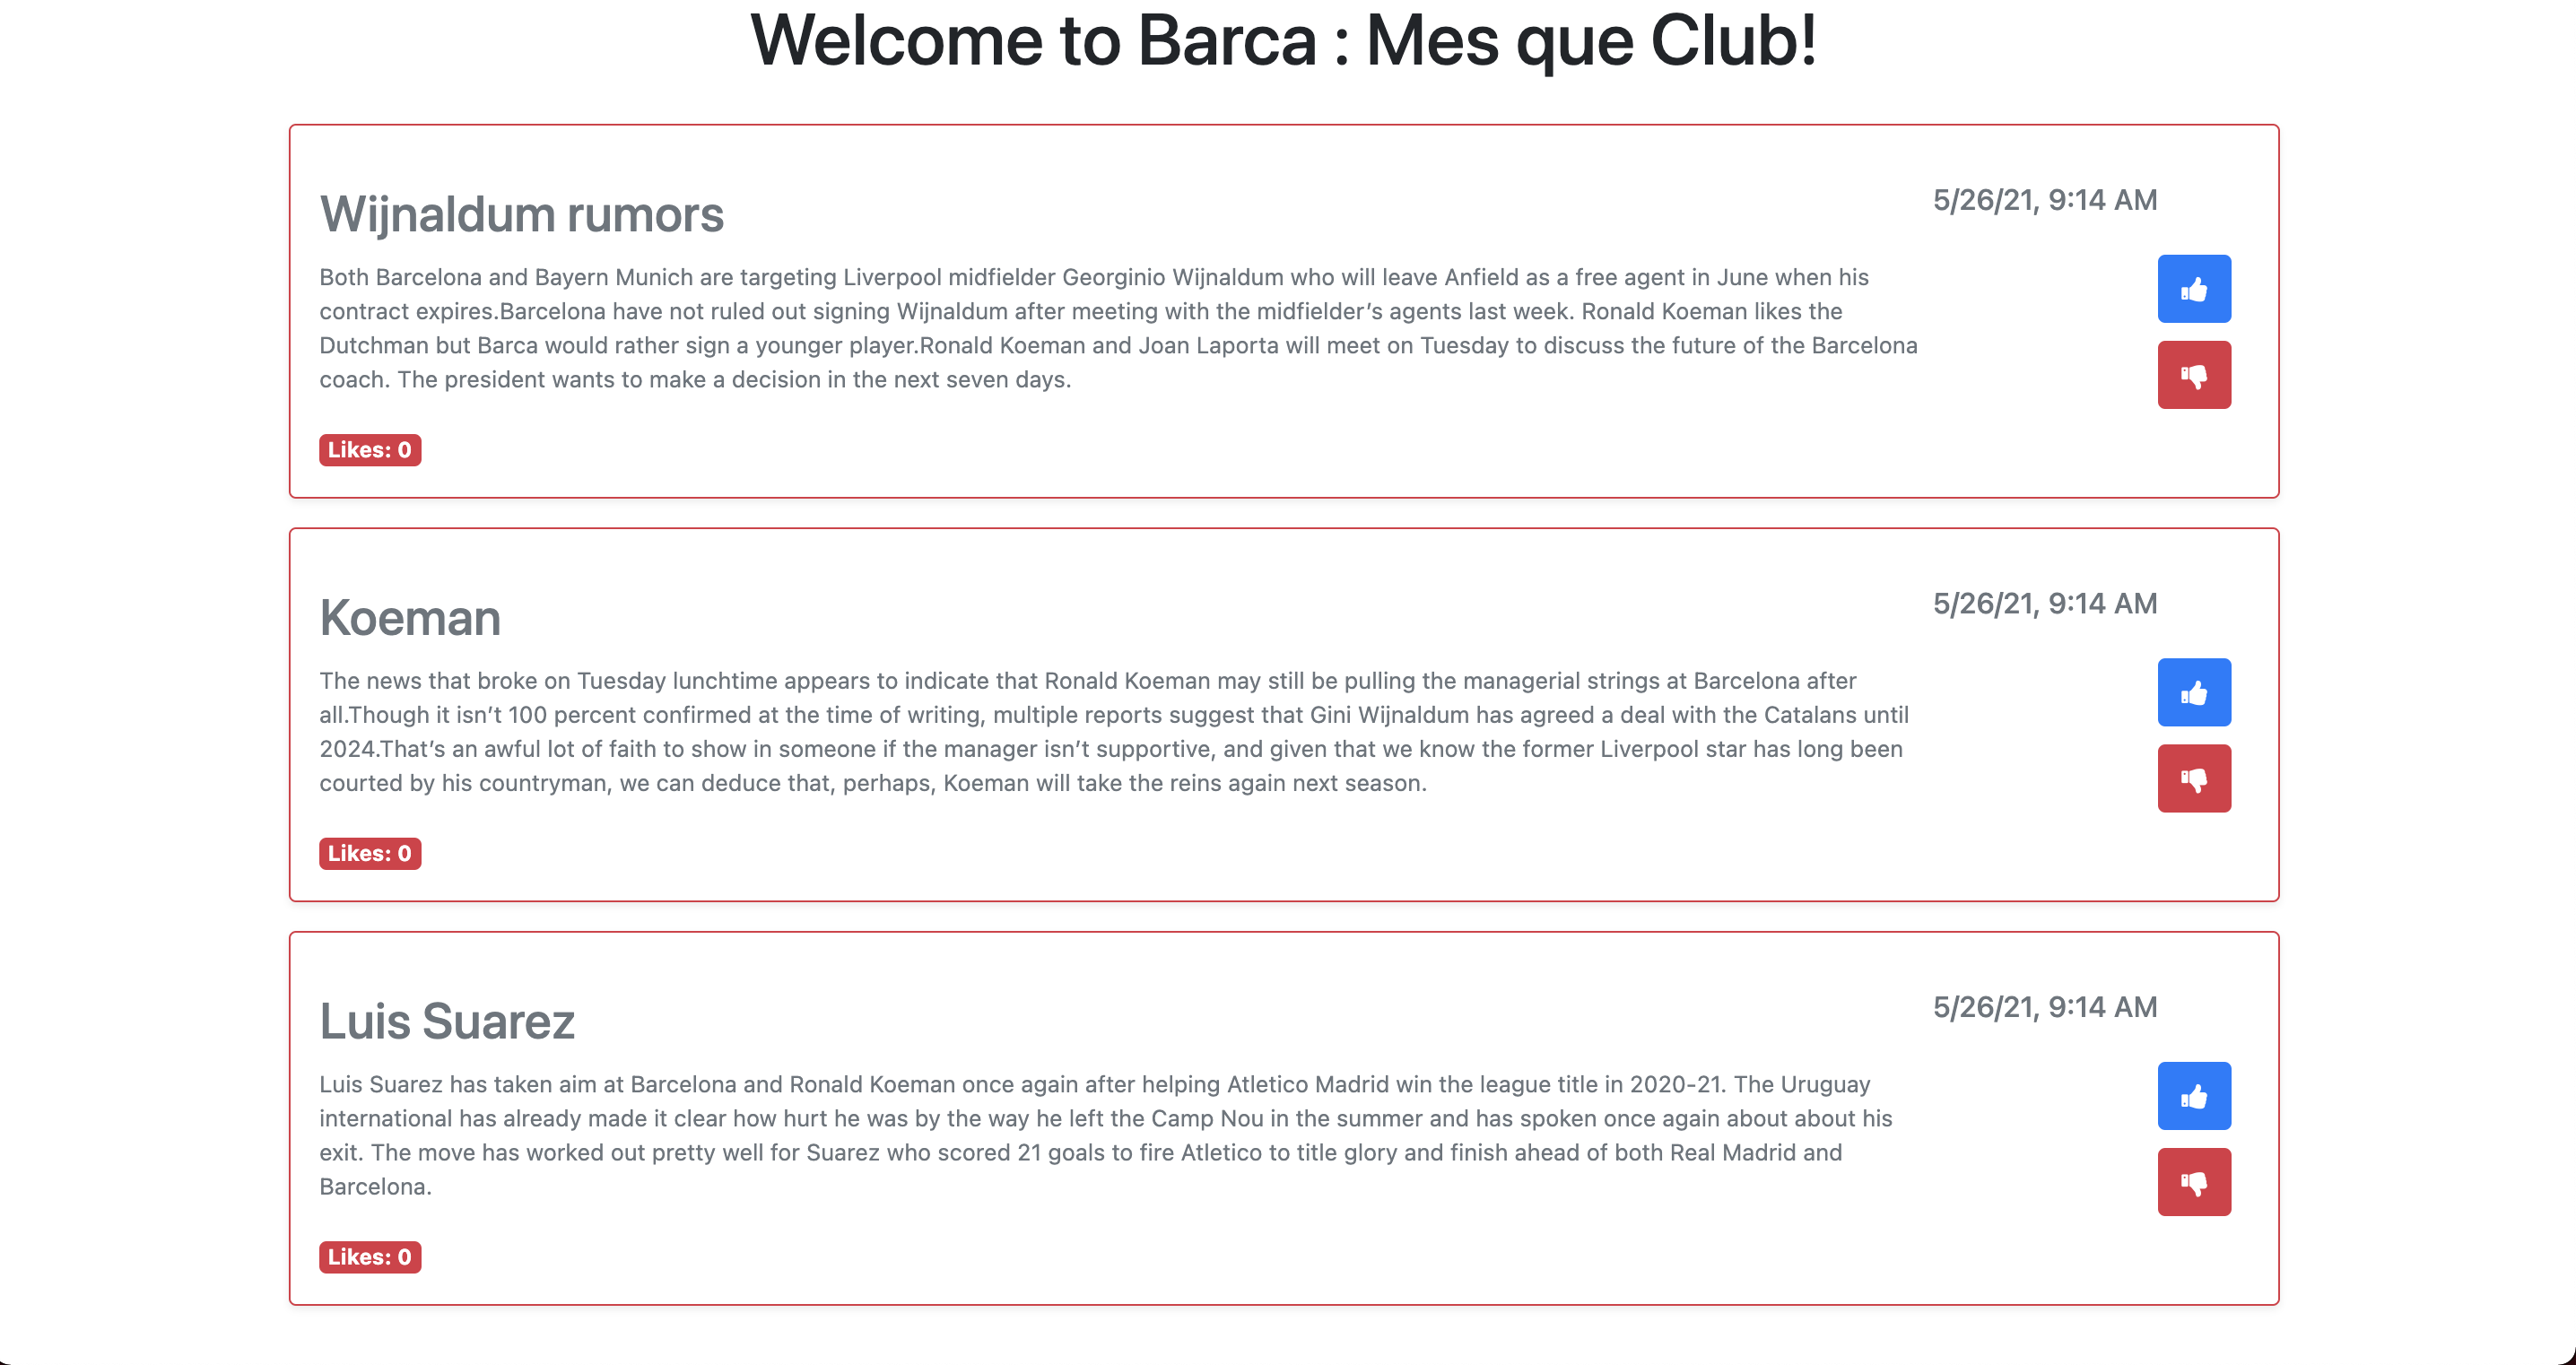 Welcome to Barca : Mes que Club!
Wijnaldum rumors
5/26/21, 9:14 AM
Both Barcelona and Bayern Munich are targeting Liverpool midfielder Georginio Wijnaldum who will leave Anfield as a free agent in June when his
contract expires.Barcelona have not ruled out signing Wijnaldum after meeting with the midfielder’s agents last week. Ronald Koeman likes the
Dutchman but Barca would rather sign a younger player.Ronald Koeman and Joan Laporta will meet on Tuesday to discuss the future of the Barcelona
coach. The president wants to make a decision in the next seven days.
Likes: 0
Koeman
5/26/21, 9:14 AM
The news that broke on Tuesday lunchtime appears to indicate that Ronald Koeman may still be pulling the managerial strings at Barcelona after
all.Though it isn’t 100 percent confirmed at the time of writing, multiple reports suggest that Gini Wijnaldum has agreed a deal with the Catalans until
2024.That’s an awful lot of faith to show in someone if the manager isn’t supportive, and given that we know the former Liverpool star has long been
courted by his countryman, we can deduce that, perhaps, Koeman will take the reins again next season.
Likes: 0
Luis Suarez
5/26/21, 9:14 AM
Luis Suarez has taken aim at Barcelona and Ronald Koeman once again after helping Atletico Madrid win the league title in 2020-21. The Uruguay
international has already made it clear how hurt he was by the way he left the Camp Nou in the summer and has spoken once again about about his
exit. The move has worked out pretty well for Suarez who scored 21 goals to fire Atletico to title glory and finish ahead of both Real Madrid and
Barcelona.
Likes: 0